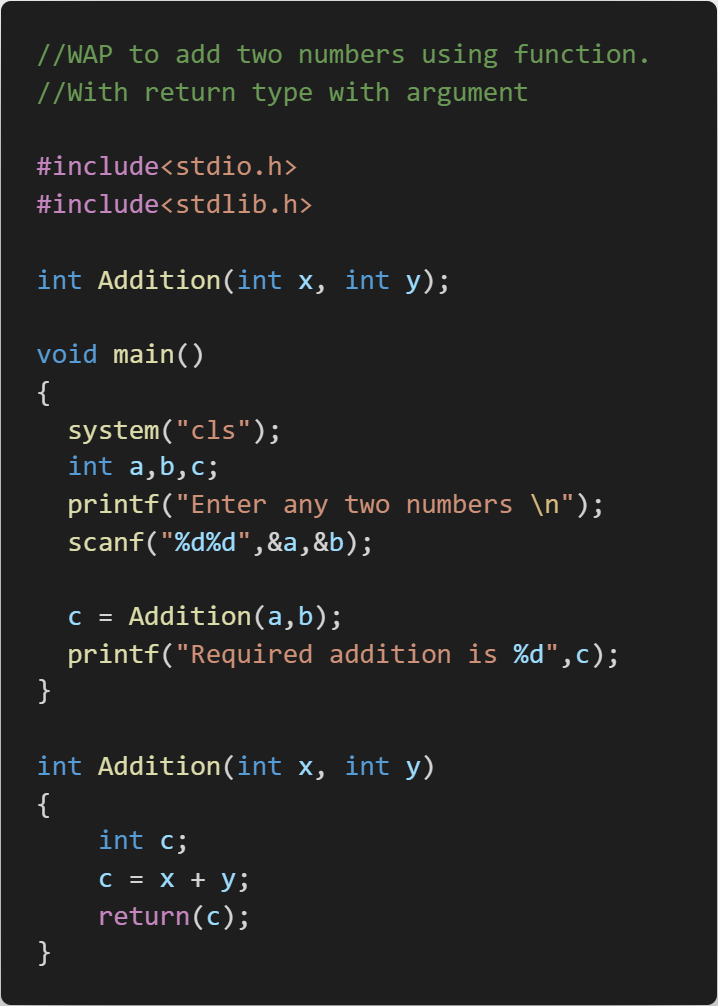 //WAP to add two numbers using function.
//With return type with argument
#include<stdio.h>
#include<stdlib.h>
int Addition(int x, int y);
void main()
{
  system("cls");
  int a,b,c;
  printf("Enter any two numbers \n");
  scanf("%d%d",&a,&b);
  c = Addition(a,b);
  printf("Required addition is %d",c);
}
int Addition(int x, int y)
{
    int c;
    c = x + y;
    return(c);
}